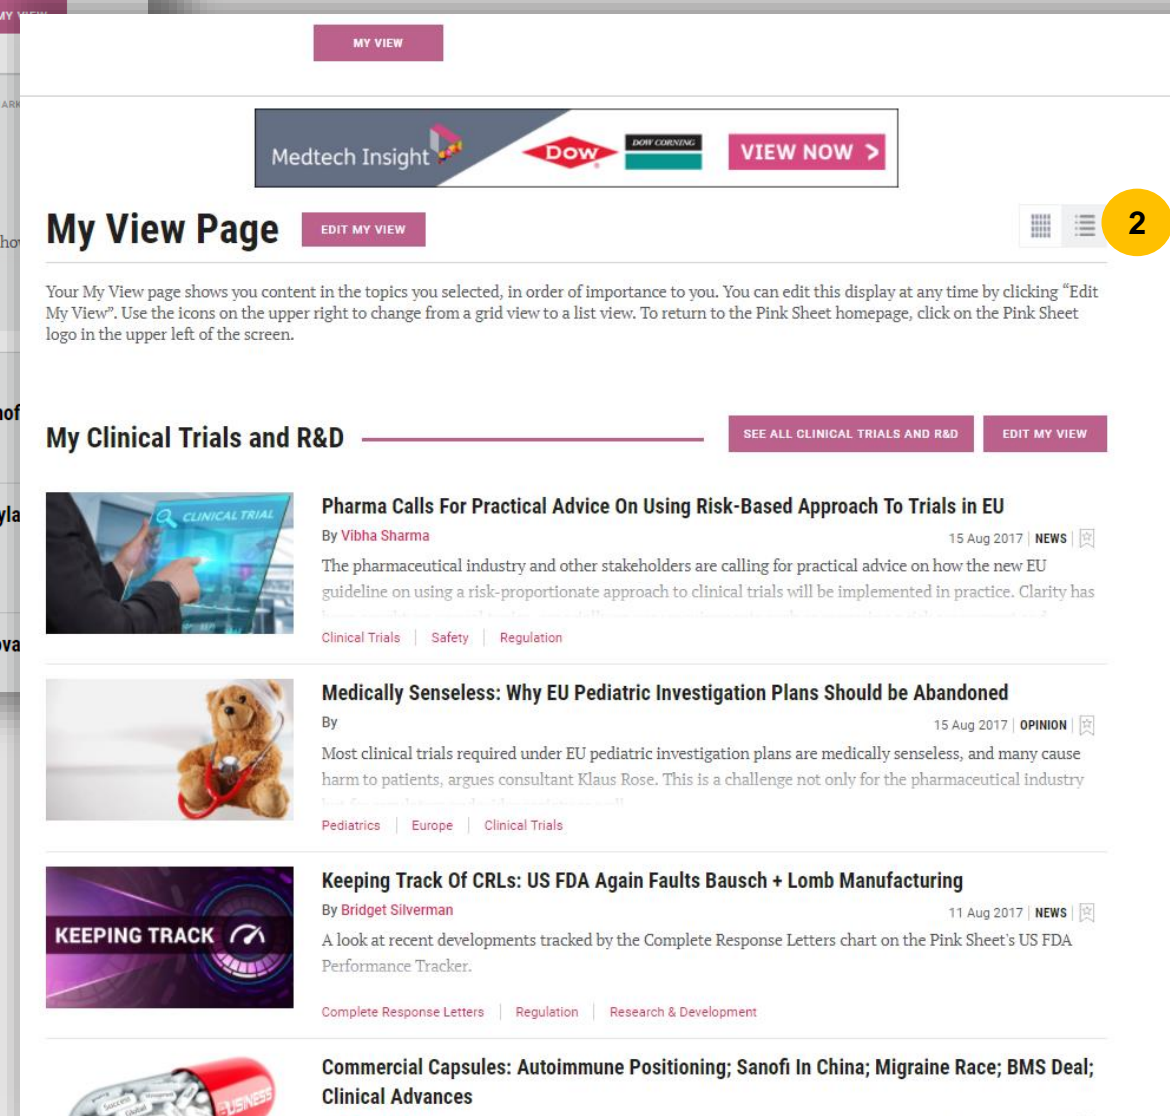 MY VIEW
MY VIEW
Medtech Insight
DOW
DOW CORNING
VIEW NOW >
My View Page
EDIT MY VIEW
2
Your My View page shows you content in the topics you selected, in order of importance to you. You can edit this display at any time by clicking “Edit
My View”. Use the icons on the upper right to change from a grid view to a list view. To return to the Pink Sheet homepage, click on the Pink Sheet
logo in the upper left of the screen.
My Clinical Trials and R&D
SEE ALL CLINICAL TRIALS AND R&D
EDIT MY VIEW
CLINICAL TRIAL
Pharma Calls For Practical Advice On Using Risk-Based Approach To Trials in EU
By Vibha Sharma
15 Aug 2017 | NEWS |
The pharmaceutical industry and other stakeholders are calling for practical advice on how the new EU
guideline on using a risk-proportionate approach to clinical trials will be implemented in practice. Clarity has
Clinical Trials | Safety | Regulation
Medically Senseless: Why EU Pediatric Investigation Plans Should be Abandoned
By
15 Aug 2017 | OPINION |
Most clinical trials required under EU pediatric investigation plans are medically senseless, and many cause
harm to patients, argues consultant Klaus Rose. This is a challenge not only for the pharmaceutical industry
Pediatrics | Europe | Clinical Trials
KEEPING TRACK
Keeping Track Of CRLs: US FDA Again Faults Bausch + Lomb Manufacturing
By Bridget Silverman
11 Aug 2017 | NEWS |
A look at recent developments tracked by the Complete Response Letters chart on the Pink Sheet's US FDA
Performance Tracker.
Complete Response Letters | Regulation | Research & Development
Success
Global
BUSINESS
Commercial Capsules: Autoimmune Positioning; Sanofi In China; Migraine Race; BMS Deal;
Clinical Advances